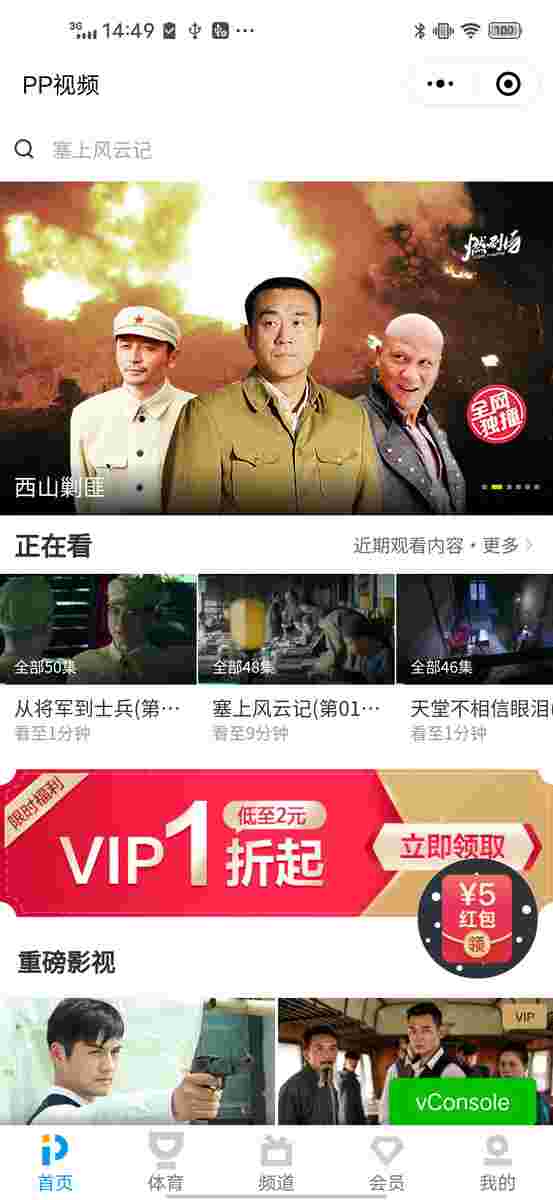 3G 14:49 100
PP视频
塞上风云记
燃剧场
全网
独播
西山剿匪
正在看
近期观看内容·更多
全部50集
全部48集
全部46集
从将军到士兵(第…
塞上风云记(第01…
天堂不相信眼泪(
看至1分钟
看至9分钟
看至1分钟
限时福利
VIP1折起
低至2元
立即领取
¥5
红包
领
重磅影视
VIP
vConsole
首页
体育
频道
会员
我的